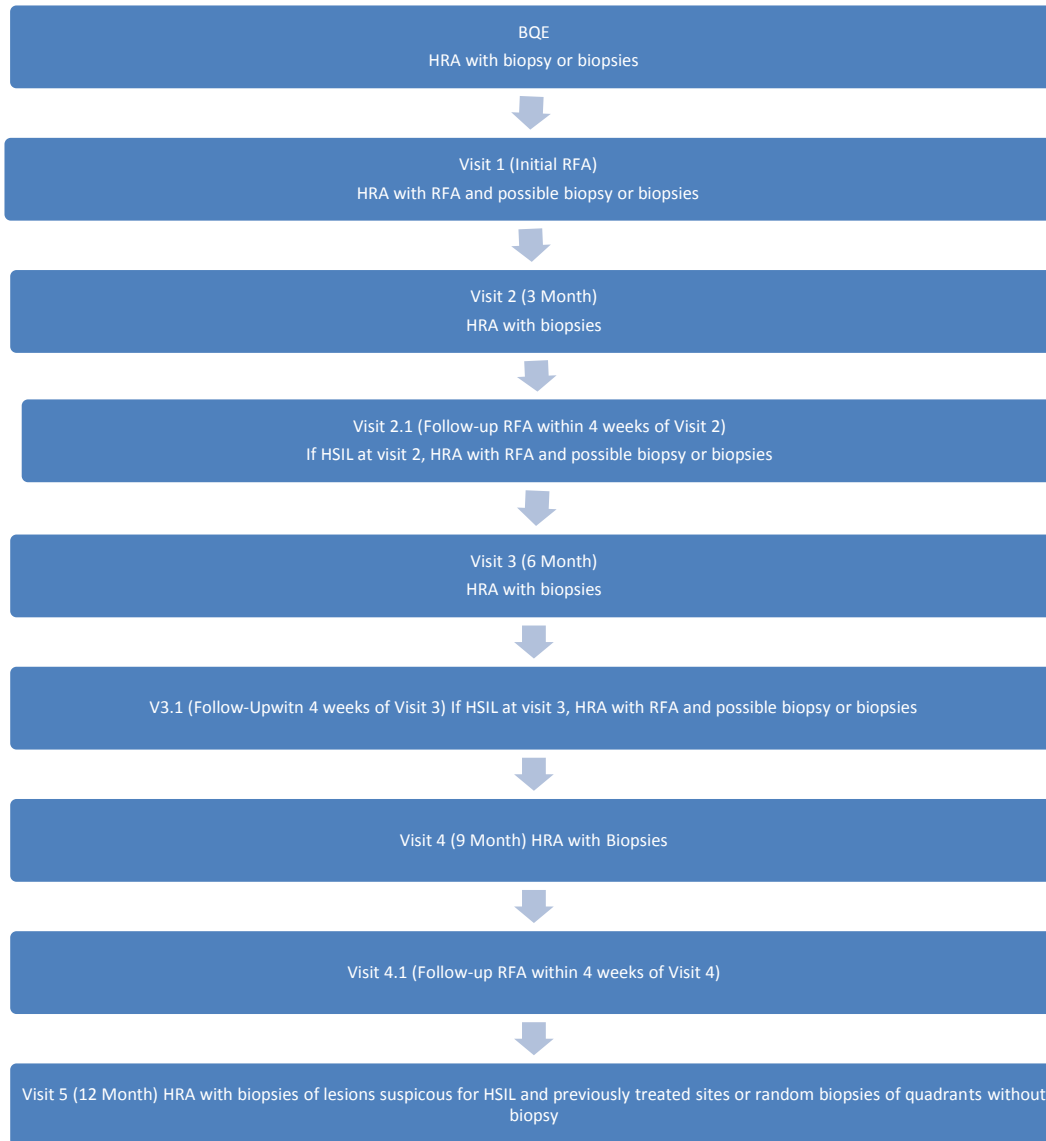 BQE
HRA with biopsy or biopsies
Visit 1 (Initial RFA)
HRA with RFA and possible biopsy or biopsies
Visit 2 (3 Month)
HRA with biopsies
Visit 2.1 (Follow-up RFA within 4 weeks of Visit 2)
If HSIL at visit 2, HRA with RFA and possible biopsy or biopsies
Visit 3 (6 Month)
HRA with biopsies
V3.1 (Follow-Upwitn 4 weeks of Visit 3) If HSIL at visit 3, HRA with RFA and possible biopsy or biopsies
Visit 4 (9 Month) HRA with Biopsies
Visit 4.1 (Follow-up RFA within 4 weeks of Visit 4)
Visit 5 (12 Month) HRA with biopsies of lesions suspicous for HSIL and previously treated sites or random biopsies of quadrants without
biopsy